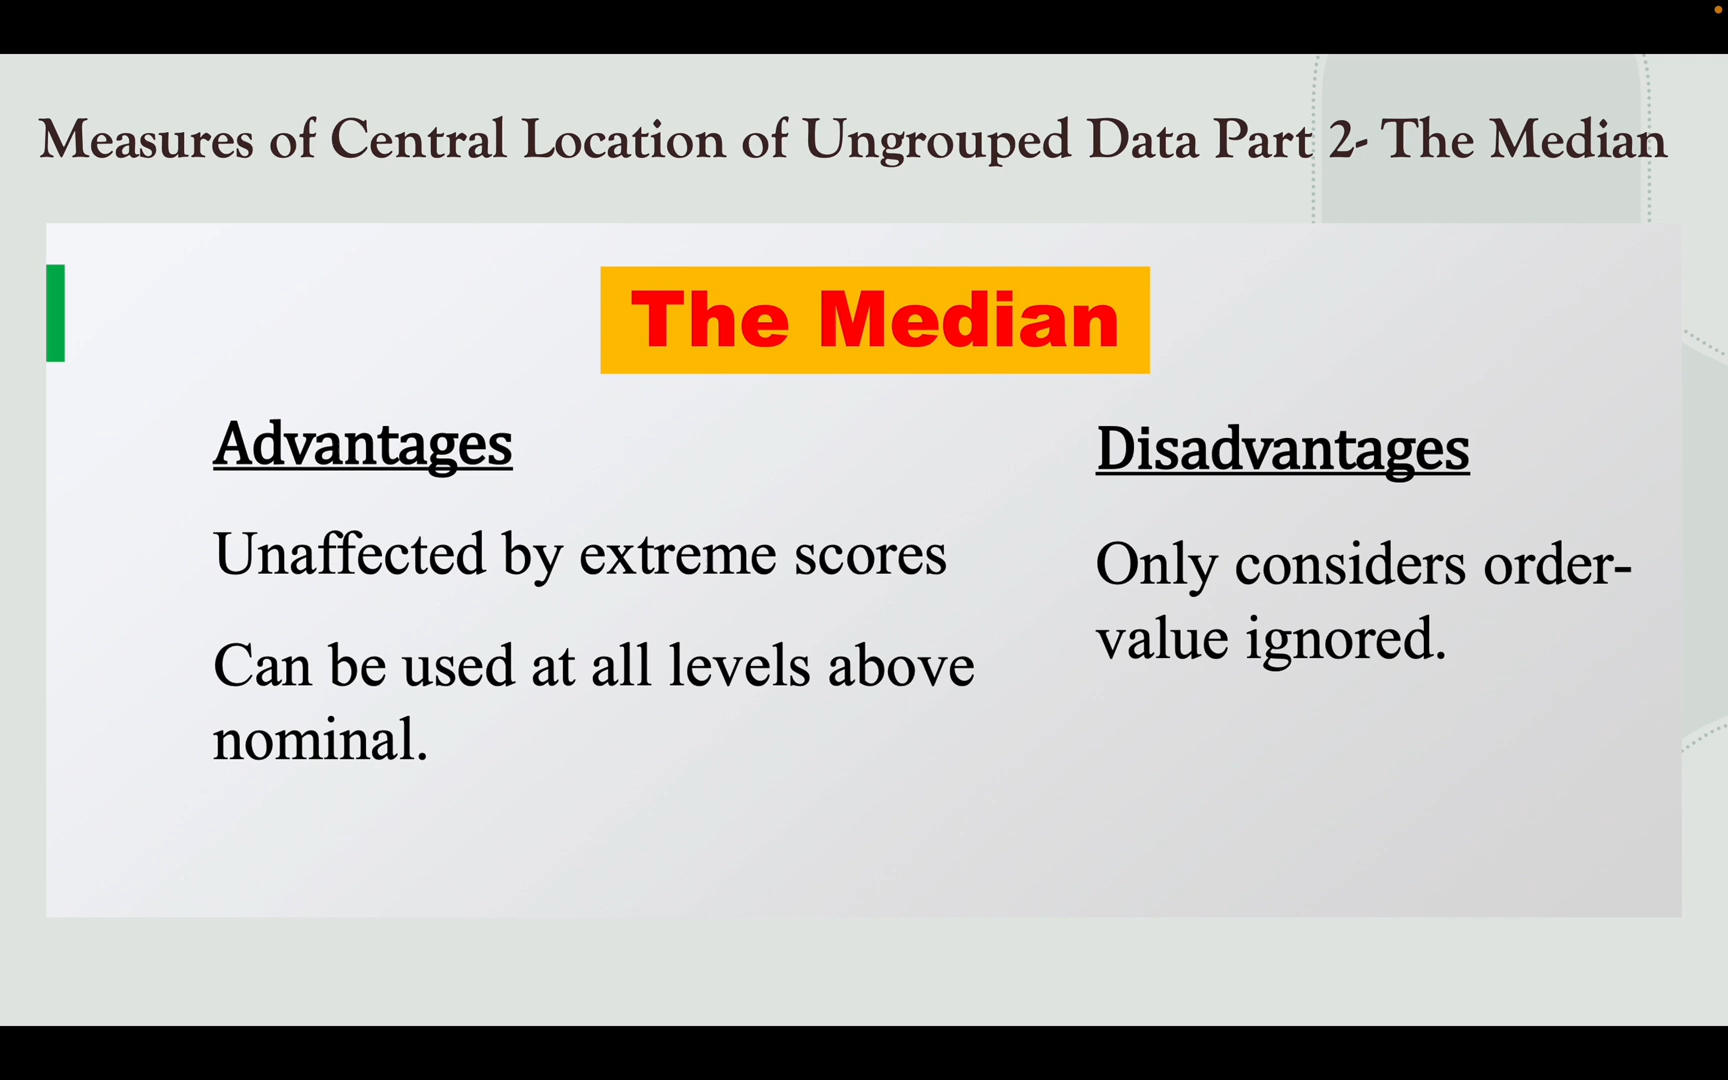 Measures of Central Location of Ungrouped Data Part 2- The Median
The Median
Advantages
Unaffected by extreme scores
Can be used at all levels above
nominal.
Disadvantages
Only considers order-
value ignored.